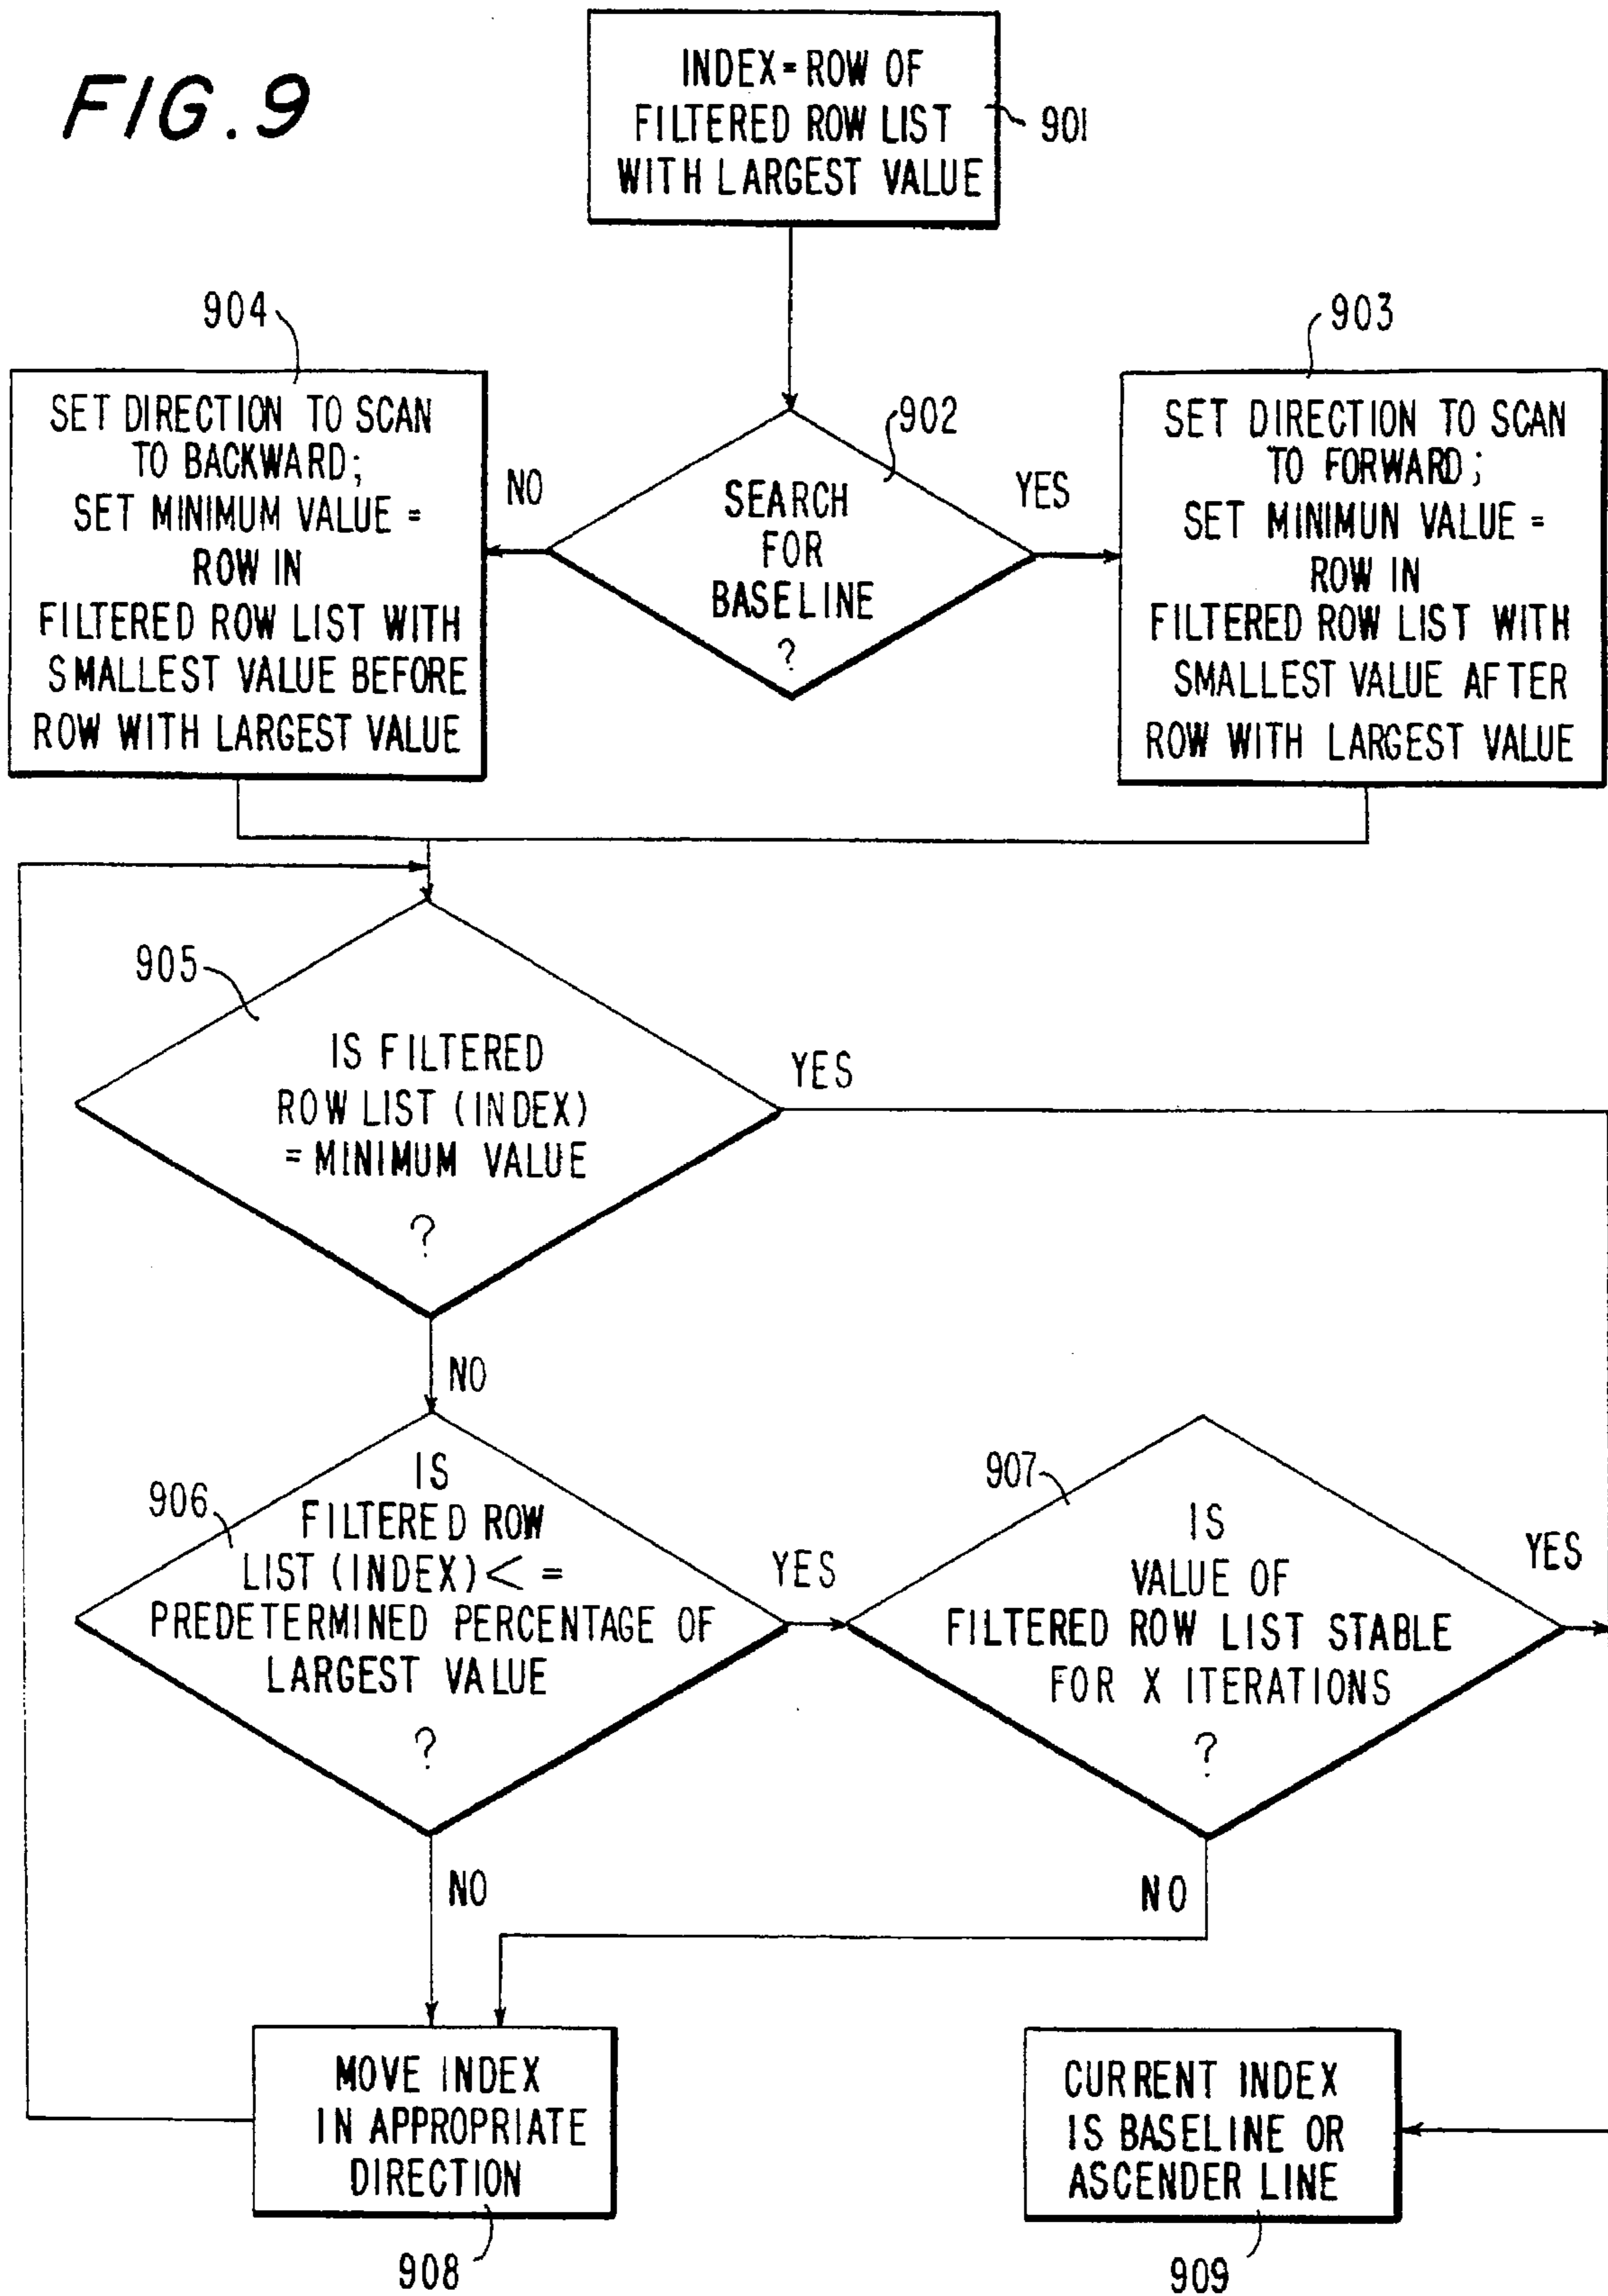 FIG. 9
INDEX = ROW OF
FILTERED ROW LIST
WITH LARGEST VALUE
901
904
SET DIRECTION TO SCAN
TO BACKWARD;
SET MINIMUM VALUE =
ROW IN
FILTERED ROW LIST WITH
SMALLEST VALUE BEFORE
ROW WITH LARGEST VALUE
NO
902
SEARCH
FOR
BASELINE
?
YES
903
SET DIRECTION TO SCAN
TO FORWARD;
SET MINIMUN VALUE =
ROW IN
FILTERED ROW LIST WITH
SMALLEST VALUE AFTER
ROW WITH LARGEST VALUE
905
IS FILTERED
ROW LIST (INDEX)
= MINIMUM VALUE
?
YES
NO
906
IS
FILTERED ROW
LIST (INDEX) < =
PREDETERMINED PERCENTAGE OF
LARGEST VALUE
?
YES
907
IS
VALUE OF
FILTERED ROW LIST STABLE
FOR X ITERATIONS
?
YES
NO
NO
MOVE INDEX
IN APPROPRIATE
DIRECTION
908
CURRENT INDEX
IS BASELINE OR
ASCENDER LINE
909